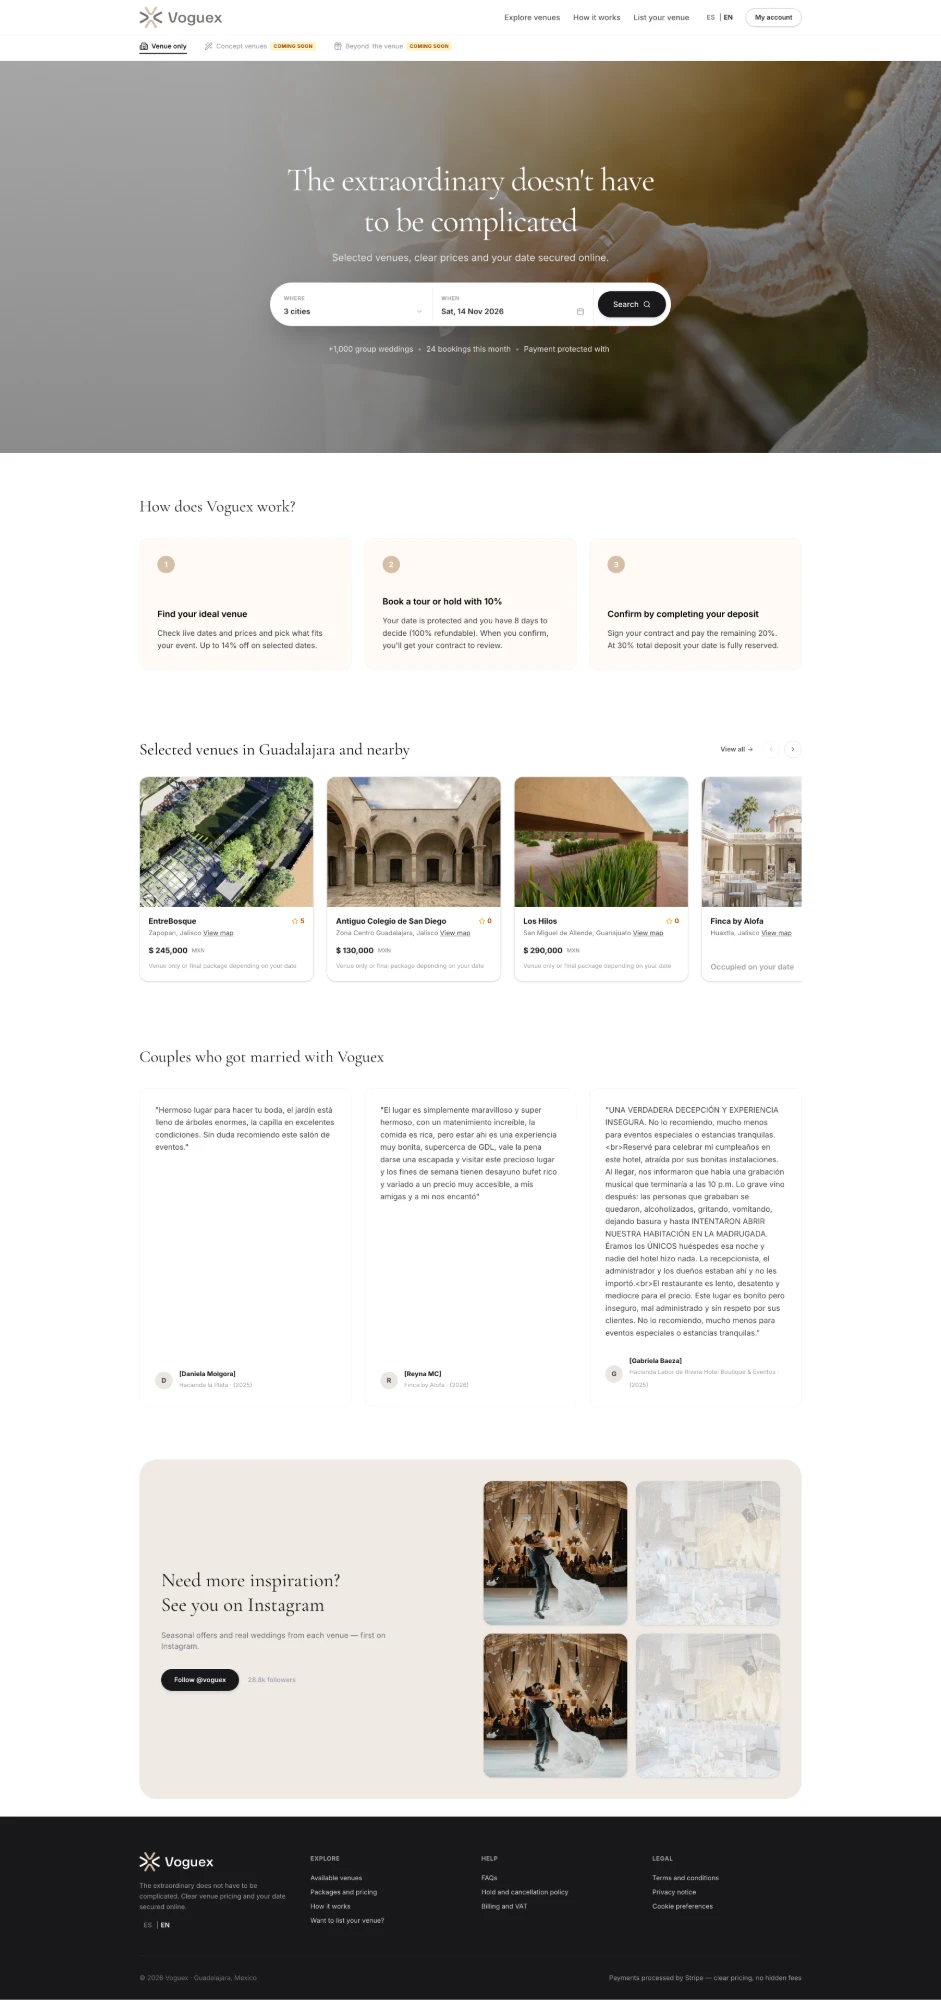 Voguex
Explore venues
How it works
List your venue
ES | EN
My account
Venue only
Concept venues COMING SOON
Beyond the venue COMING SOON
The extraordinary doesn't have
to be complicated
Selected venues, clear prices and your date secured online.
WHERE
3 cities
WHEN
Sat, 14 Nov 2026
Search
+1,000 group weddings • 24 bookings this month • Payment protected with
How does Voguex work?
1
Find your ideal venue
Check live dates and prices and pick what fits
your event. Up to 14% off on selected dates.
2
Book a tour or hold with 10%
Your date is protected and you have 8 days to
decide (100% refundable). When you confirm,
you'll get your contract to review.
3
Confirm by completing your deposit
Sign your contract and pay the remaining 20%.
At 30% total deposit your date is fully reserved.
Selected venues in Guadalajara and nearby
View all →
EntreBosque
5
Zapopan, Jalisco View map
$ 245,000 MXN
Venue only or final package depending on your date
Antiguo Colegio de San Diego
0
Zona Centro Guadalajara, Jalisco View map
$ 130,000 MXN
Venue only or final package depending on your date
Los Hilos
0
San Miguel de Allende, Guanajuato View map
$ 290,000 MXN
Venue only or final package depending on your date
Finca by Alofa
Huaxtla, Jalisco View map
Occupied on your date
Couples who got married with Voguex
"Hermoso lugar para hacer tu boda, el jardín está
lleno de árboles enormes, la capilla en excelentes
condiciones. Sin duda recomiendo este salón de
eventos."
[Daniela Molgora]
D
Hacienda la Plata · (2025)
"El lugar es simplemente maravilloso y super
hermoso, con un matenimiento increíble, la
comida es rica, pero estar ahi es una experiencia
muy bonita, supercerca de GDL, vale la pena
darse una escapada y visitar este precioso lugar
y los fines de semana tienen desayuno bufet rico
y variado a un precio muy accesible, a mis
amigas y a mi nos encantó"
[Reyna MC]
R
Finca by Alofa · (2026)
"UNA VERDADERA DECEPCIÓN Y EXPERIENCIA
INSEGURA. No lo recomiendo, mucho menos
para eventos especiales o estancias tranquilas.
<br>Reservé para celebrar mi cumpleaños en
este hotel, atraída por sus bonitas instalaciones.
Al llegar, nos informaron que había una grabación
musical que terminaría a las 10 p.m. Lo grave vino
después: las personas que grababan se
quedaron, alcoholizados, gritando, vomitando,
dejando basura y hasta INTENTARON ABRIR
NUESTRA HABITACIÓN EN LA MADRUGADA.
Éramos los ÚNICOS huéspedes esa noche y
nadie del hotel hizo nada. La recepcionista, el
administrador y los dueños estaban ahí y no les
importó.<br>El restaurante es lento, desatento y
mediocre para el precio. Este lugar es bonito pero
inseguro, mal administrado y sin respeto por sus
clientes. No lo recomiendo, mucho menos para
eventos especiales o estancias tranquilas."
[Gabriela Baeza]
G
Hacienda Labor de Rivera Hotel Boutique & Eventos ·
(2025)
Need more inspiration?
See you on Instagram
Seasonal offers and real weddings from each venue — first on
Instagram.
Follow @voguex
28.8k followers
Voguex
The extraordinary does not have to be
complicated. Clear venue pricing and your date
secured online.
ES | EN
EXPLORE
Available venues
Packages and pricing
How it works
Want to list your venue?
HELP
FAQs
Hold and cancellation policy
Billing and VAT
LEGAL
Terms and conditions
Privacy notice
Cookie preferences
© 2026 Voguex · Guadalajara, Mexico
Payments processed by Stripe — clear pricing, no hidden fees